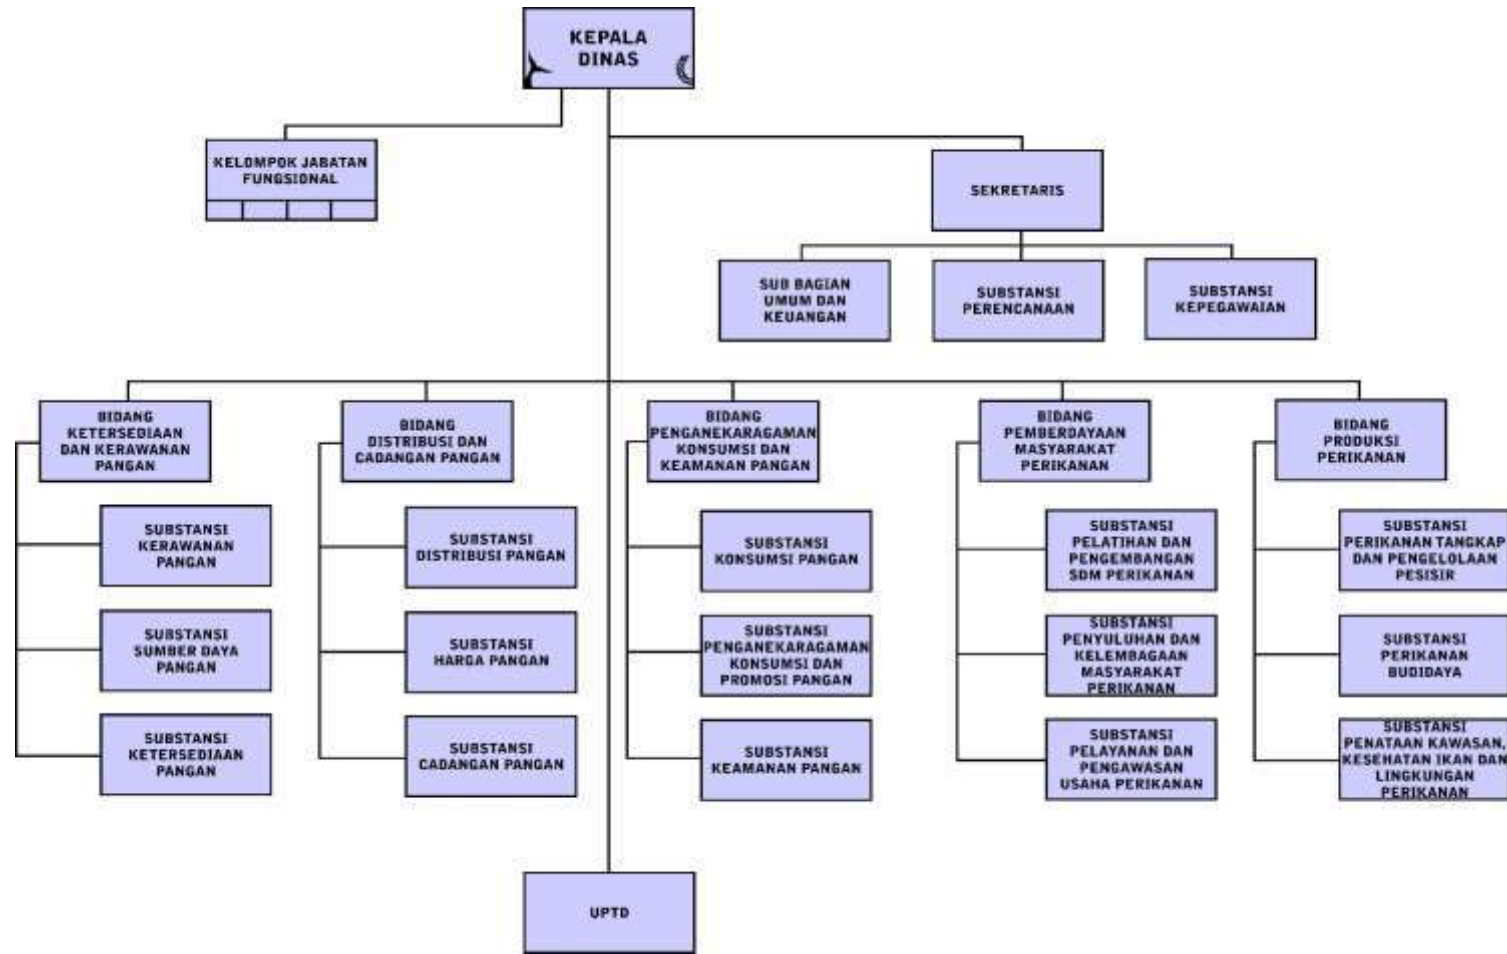 KEPALA
DINAS
KELOMPOK JABATAN
FUNGSIONAL
SEKRETARIS
SUB BAGIAN
UMUM DAN
KEUANGAN
SUBSTANSI
PERENCANAAN
SUBSTANSI
KEPEGAWAIAN
BIDANG
KETERSEDIAAN
DAN KERAWANAN
PANGAN
SUBSTANSI
KERAWANAN
PANGAN
SUBSTANSI
SUMBER DAYA
PANGAN
SUBSTANSI
KETERSEDIAAN
PANGAN
BIDANG
DISTRIBUSI DAN
CADANGAN PANGAN
SUBSTANSI
DISTRIBUSI PANGAN
SUBSTANSI
HARGA PANGAN
SUBSTANSI
CADANGAN PANGAN
BIDANG
PENGANEKARAGAMAN
KONSUMSI DAN
KEAMANAN PANGAN
SUBSTANSI
KONSUMSI PANGAN
SUBSTANSI
PENGANEKARAGAMAN
KONSUMSI DAN
PROMOSI PANGAN
SUBSTANSI
KEAMANAN PANGAN
BIDANG
PEMBERDAYAAN
MASYARAKAT
PERIKANAN
SUBSTANSI
PELATIHAN DAN
PENGEMBANGAN
SDM PERIKANAN
SUBSTANSI
PENYULUHAN DAN
KELEMBAGAAN
MASYARAKAT
PERIKANAN
SUBSTANSI
PELAYANAN DAN
PENGAWASAN
USAHA PERIKANAN
BIDANG
PRODUKSI
PERIKANAN
SUBSTANSI
PERIKANAN TANGKAP
DAN PENGELOLAAN
PESISIR
SUBSTANSI
PERIKANAN
BUDIDAYA
SUBSTANSI
PENATAAN KAWASAN,
KESEHATAN IKAN DAN
LINGKUNGAN
PERIKANAN
UPTD